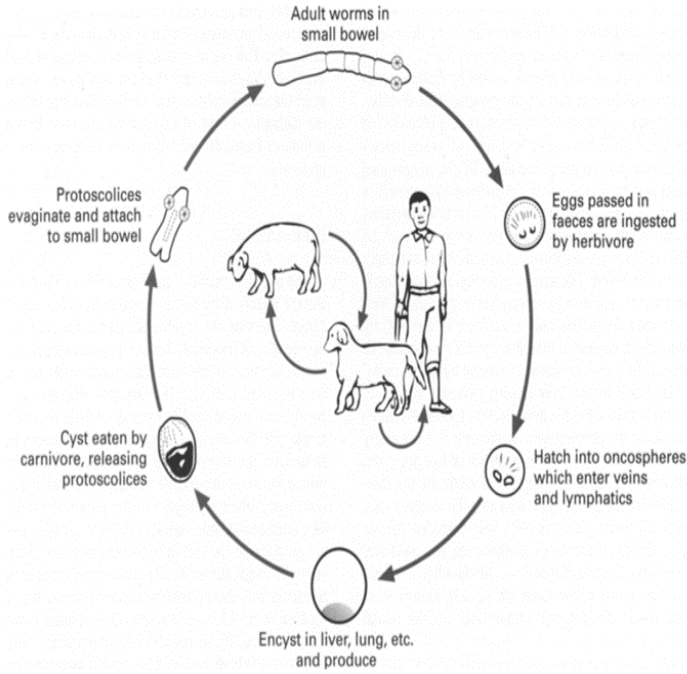 Adult worms in
small bowel
Eggs passed in
faeces are ingested
by herbivore
Hatch into oncospheres
which enter veins
and lymphatics
Encyst in liver, lung, etc.
and produce
Cyst eaten by
carnivore, releasing
protoscolices
Protoscolices
evaginate and attach
to small bowel